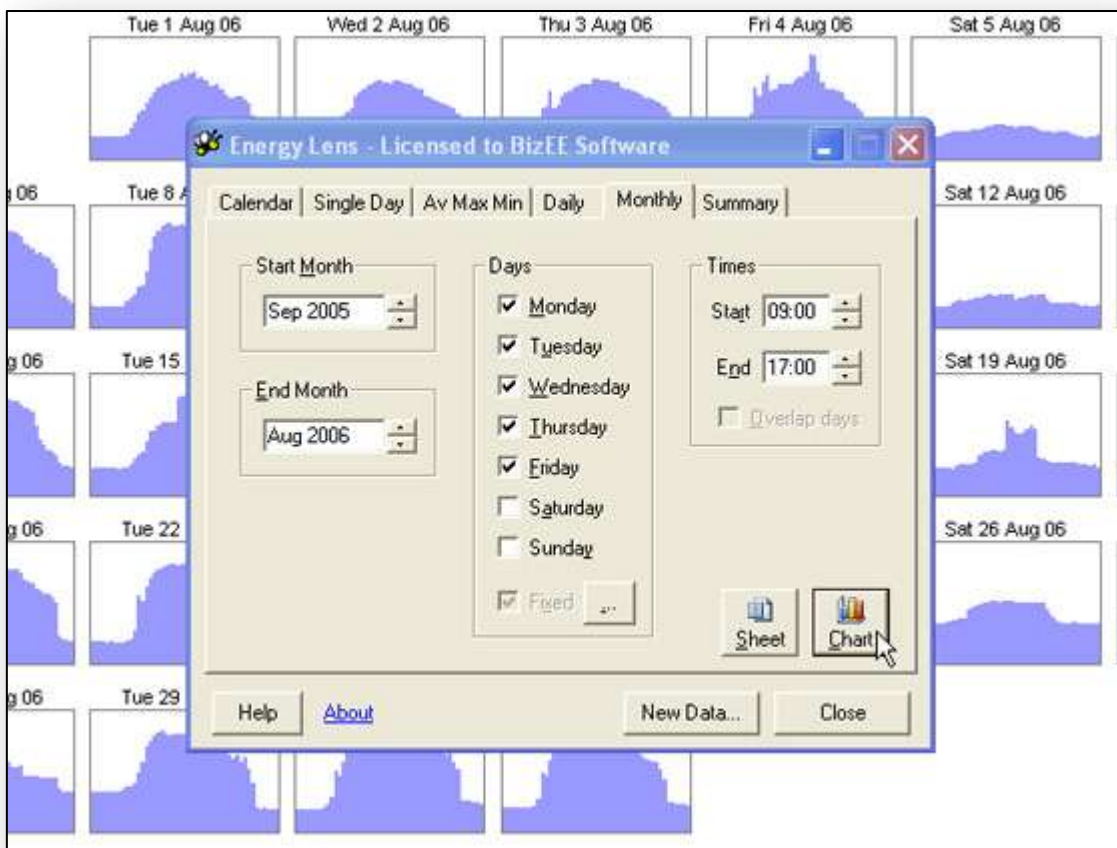 Tue 1 Aug 06 Wed 2 Aug 06 Thu 3 Aug 06 Fri 4 Aug 06 Sat 5 Aug 06
Energy Lens - Licensed to BizEE Software
g 06 Tue 8 A Sat 12 Aug 06
Calendar Single Day Av Max Min Daily Monthly Summary
Start Month Days Times
Sep 2005 Monday Start 09:00
Tuesday
g 06 Tue 15 End 17:00 Sat 19 Aug 06
End Month Wednesday
Aug 2006 Thursday Overlap days
Friday
Saturday
g 06 Tue 22 Sat 26 Aug 06
Sunday
Fixed ...
Sheet Chart
g 06 Tue 29
Help About New Data... Close